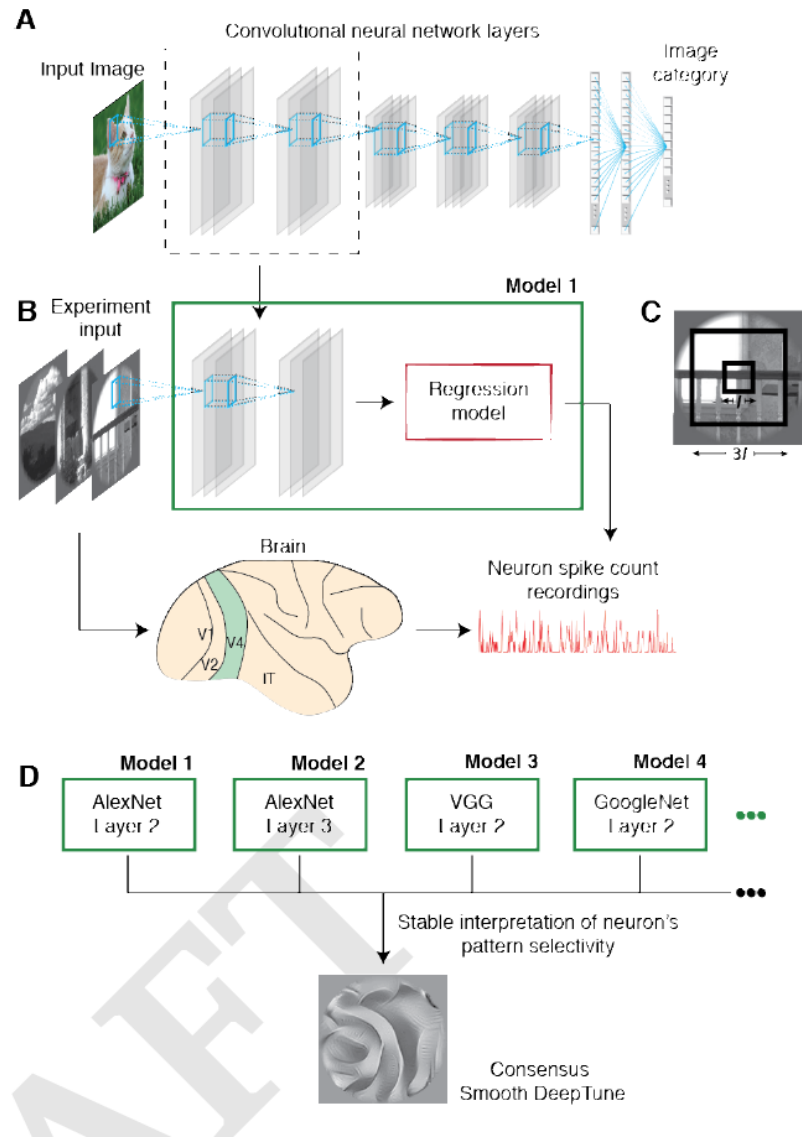 A
Convolutional neural network layers
Input Image
Image
category
B
Experiment
input
Model 1
Regression
model
C
l
3l
Brain
V1
V2
V4
IT
Neuron spike count
recordings
D
Model 1
Model 2
Model 3
Model 4
AlexNet
Layer 2
AlexNet
Layer 3
VGG
Layer 2
GoogleNet
Layer 2
Stable interpretation of neuron's
pattern selectivity
Consensus
Smooth DeepTune
AFT